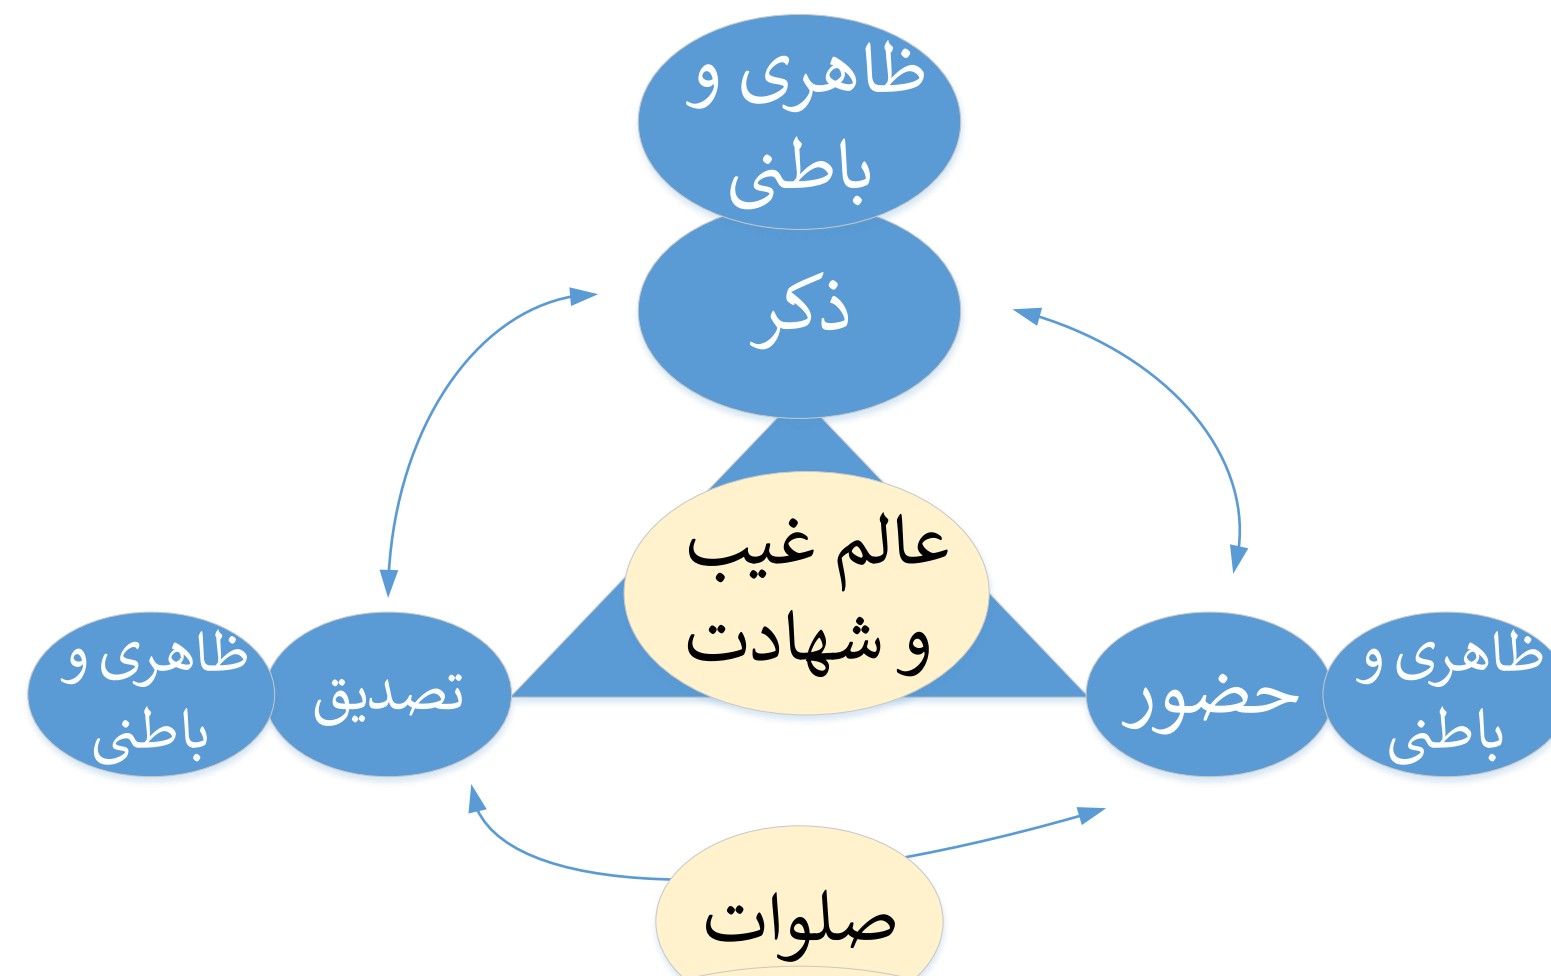 ظاهری و
باطنی
ذکر
عالم غیب
و شهادت
ظاهری و
باطنی
حضور
تصدیق
ظاهری و
باطنی
صلوات